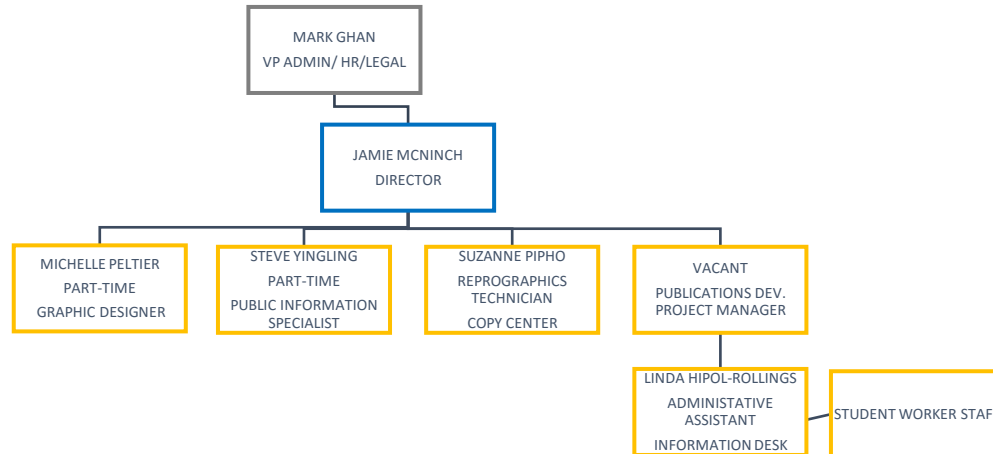 MARK GHAN
VP ADMIN/ HR/LEGAL
JAMIE MCNINCH
DIRECTOR
MICHELLE PELTIER
PART-TIME
GRAPHIC DESIGNER
STEVE YINGLING
PART-TIME
PUBLIC INFORMATION
SPECIALIST
SUZANNE PIPHO
REPROGRAPHICS
TECHNICIAN
COPY CENTER
VACANT
PUBLICATIONS DEV.
PROJECT MANAGER
LINDA HIPOL-ROLLINGS
ADMINISTATIVE
ASSISTANT
INFORMATION DESK
STUDENT WORKER STAFF